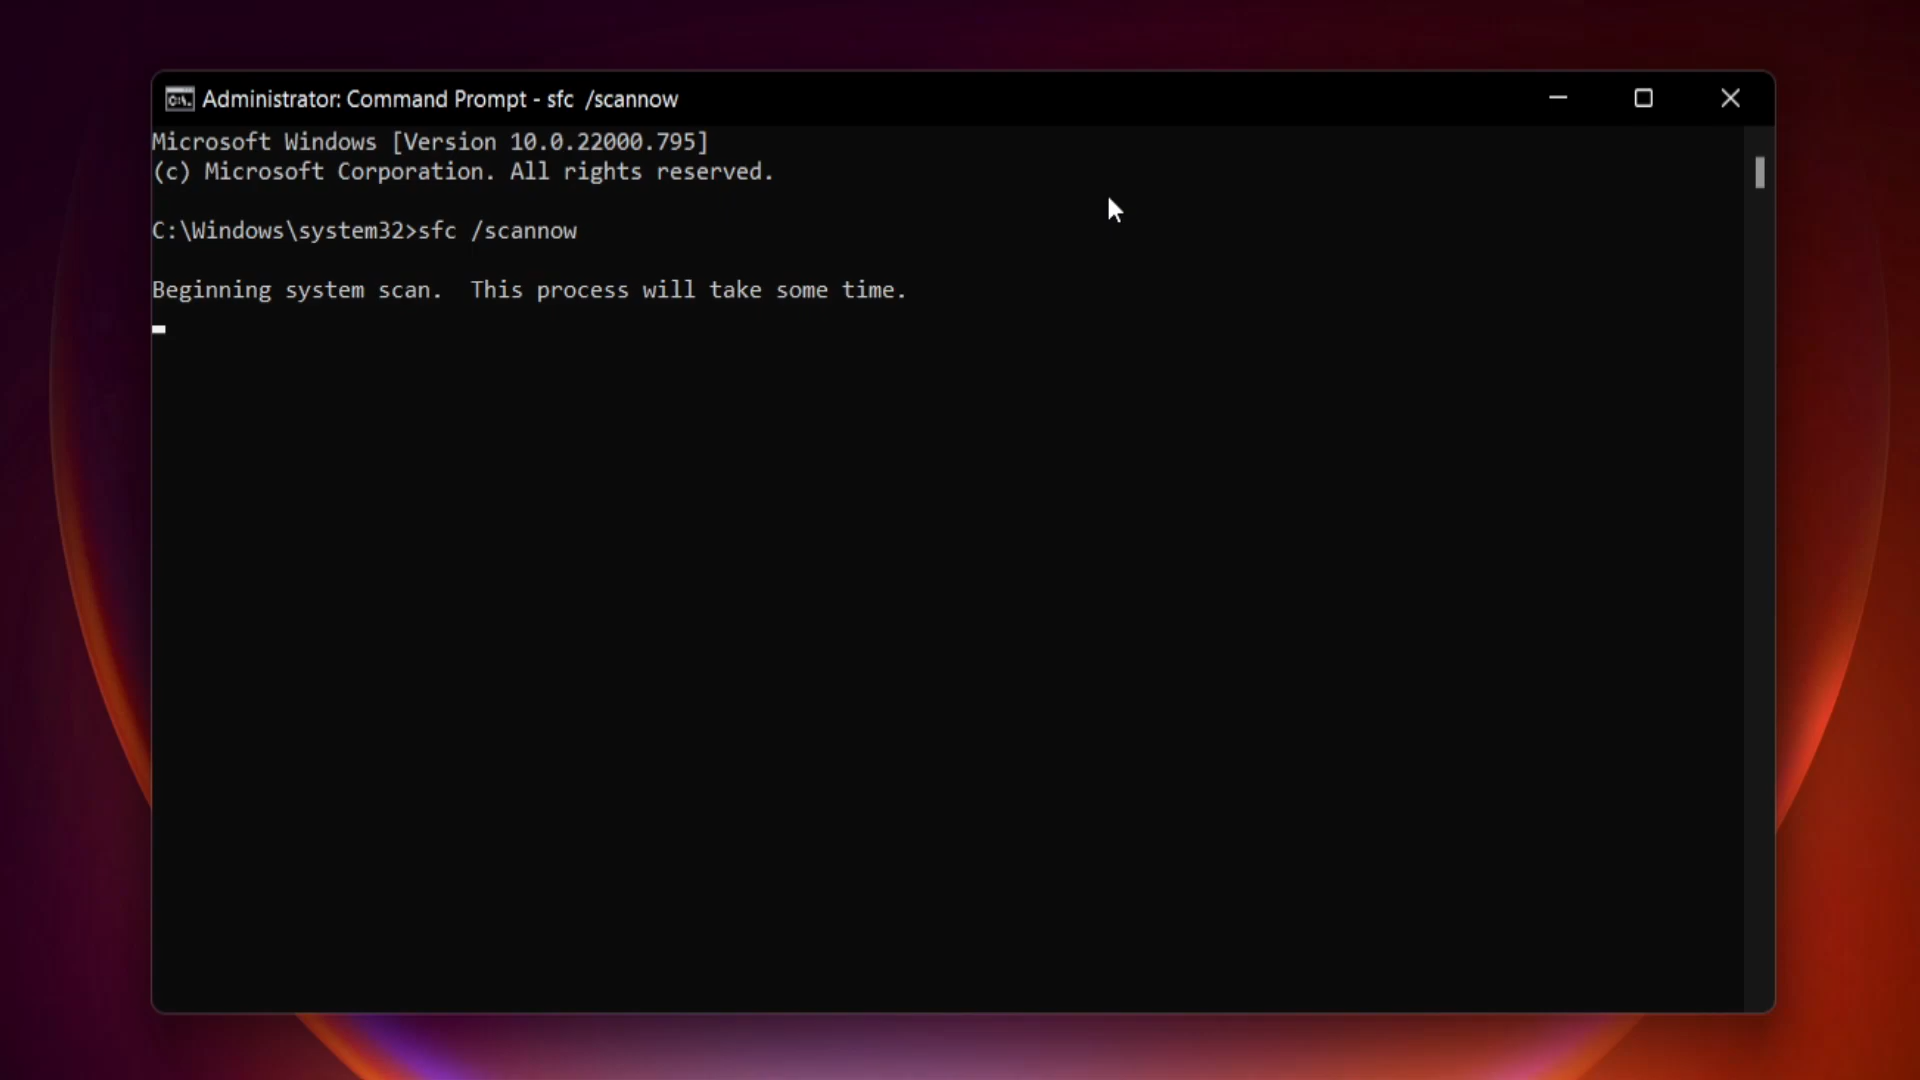 Administrator: Command Prompt - sfc  /scannow
Microsoft Windows [Version 10.0.22000.795]
(c) Microsoft Corporation. All rights reserved.
C:\Windows\system32>sfc /scannow
Beginning system scan.  This process will take some time.